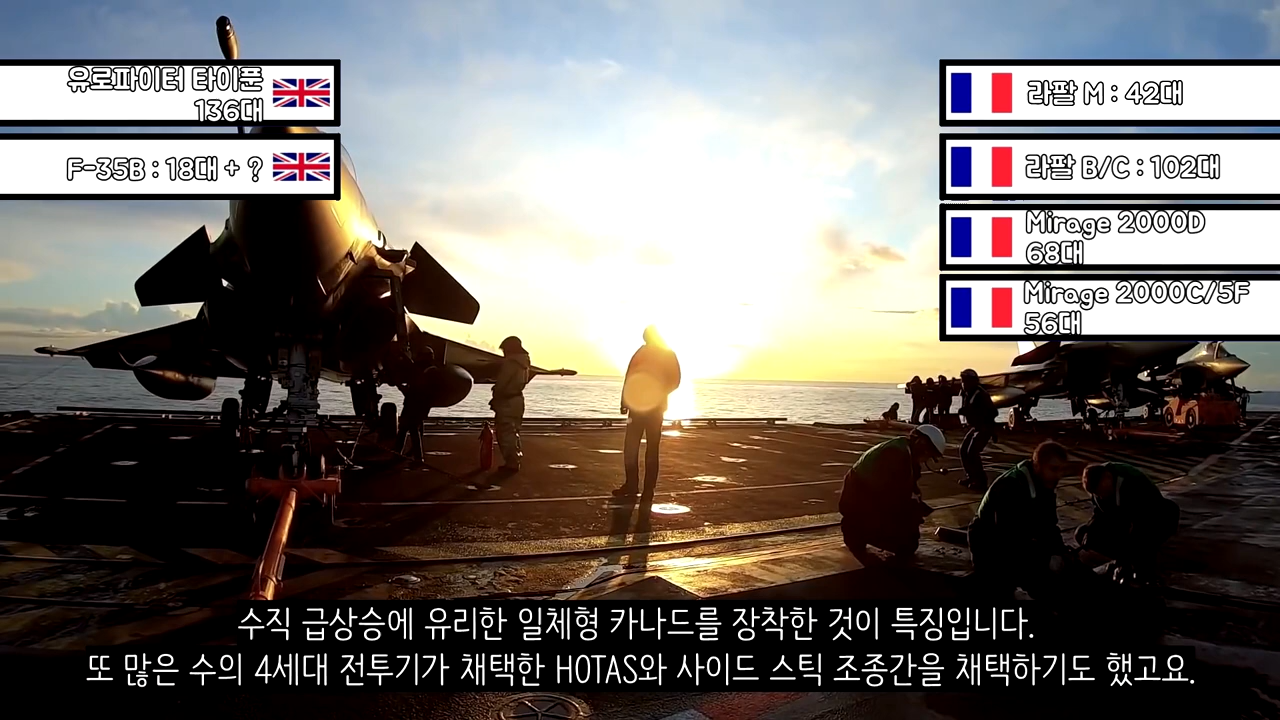 유로파이터 타이푼
136대
F-35B : 18대 + ?
라팔 M : 42대
라팔 B/C : 102대
Mirage 2000D
68대
Mirage 2000C/5F
56대
수직 급상승에 유리한 일체형 카나드를 장착한 것이 특징입니다.
또 많은 수의 4세대 전투기가 채택한 HOTAS와 사이드 스틱 조종간을 채택하기도 했고요.